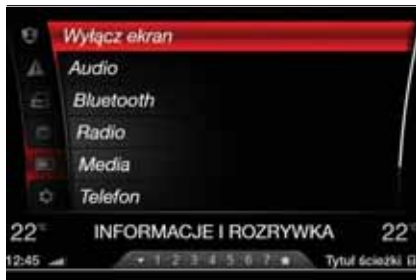 Wyłącz ekran
Audio
Bluetooth
Radio
Media
Telefon
22° INFORMACJE I ROZRYWKA 22°
12:45 1 2 3 4 5 6 7 Tytuł ścieżki